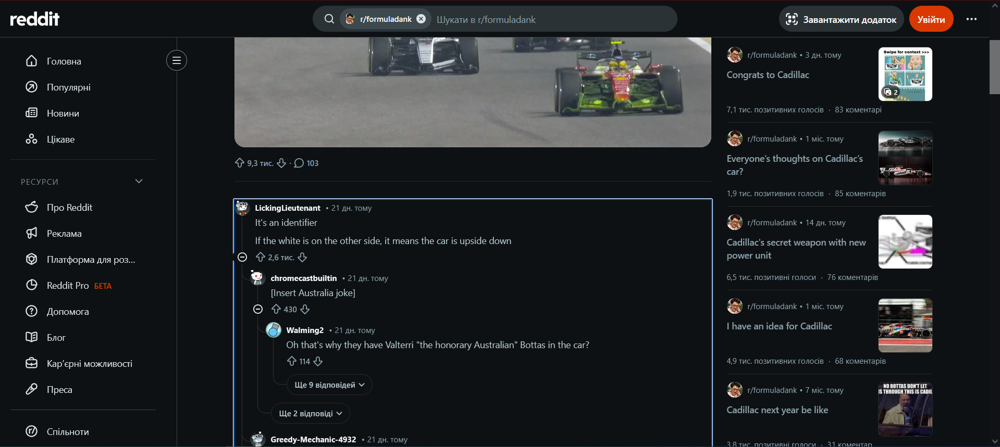 reddit
r/formuladank
Шукати в r/formuladank
Завантажити додаток
Увійти
Головна
Популярні
Новини
Цікаве
РЕСУРСИ
Про Reddit
Реклама
Платформа для роз...
Reddit Pro БЕТА
Допомога
Блог
Кар’єрні можливості
Преса
Спільноти
9,3 тис. · 103
LickingLieutenant • 21 дн. тому
It's an identifier
If the white is on the other side, it means the car is upside down
2,6 тис.
chromecastbuiltin • 21 дн. тому
[Insert Australia joke]
430
Walming2 • 21 дн. тому
Oh that's why they have Valterri "the honorary Australian" Bottas in the car?
114
Ще 9 відповідей
Ще 2 відповіді
Greedy-Mechanic-4932 • 21 дн. тому
r/formuladank • 3 дн. тому
Congrats to Cadillac
Swipe for context >>>
2
7,1 тис. позитивних голосів · 83 коментарі
r/formuladank • 1 міс. тому
Everyone’s thoughts on Cadillac’s
car?
1,9 тис. позитивних голосів · 85 коментарів
r/formuladank • 14 дн. тому
Cadillac's secret weapon with new
power unit
6,5 тис. позитивні голоси · 76 коментарів
r/formuladank • 1 міс. тому
I have an idea for Cadillac
4,9 тис. позитивних голосів · 68 коментарів
r/formuladank • 7 міс. тому
Cadillac next year be like
NO BOTTAS DON'T LET
S THROUGH THIS IS CADIL
3,8 тис. позитивні голоси · 31 коментар